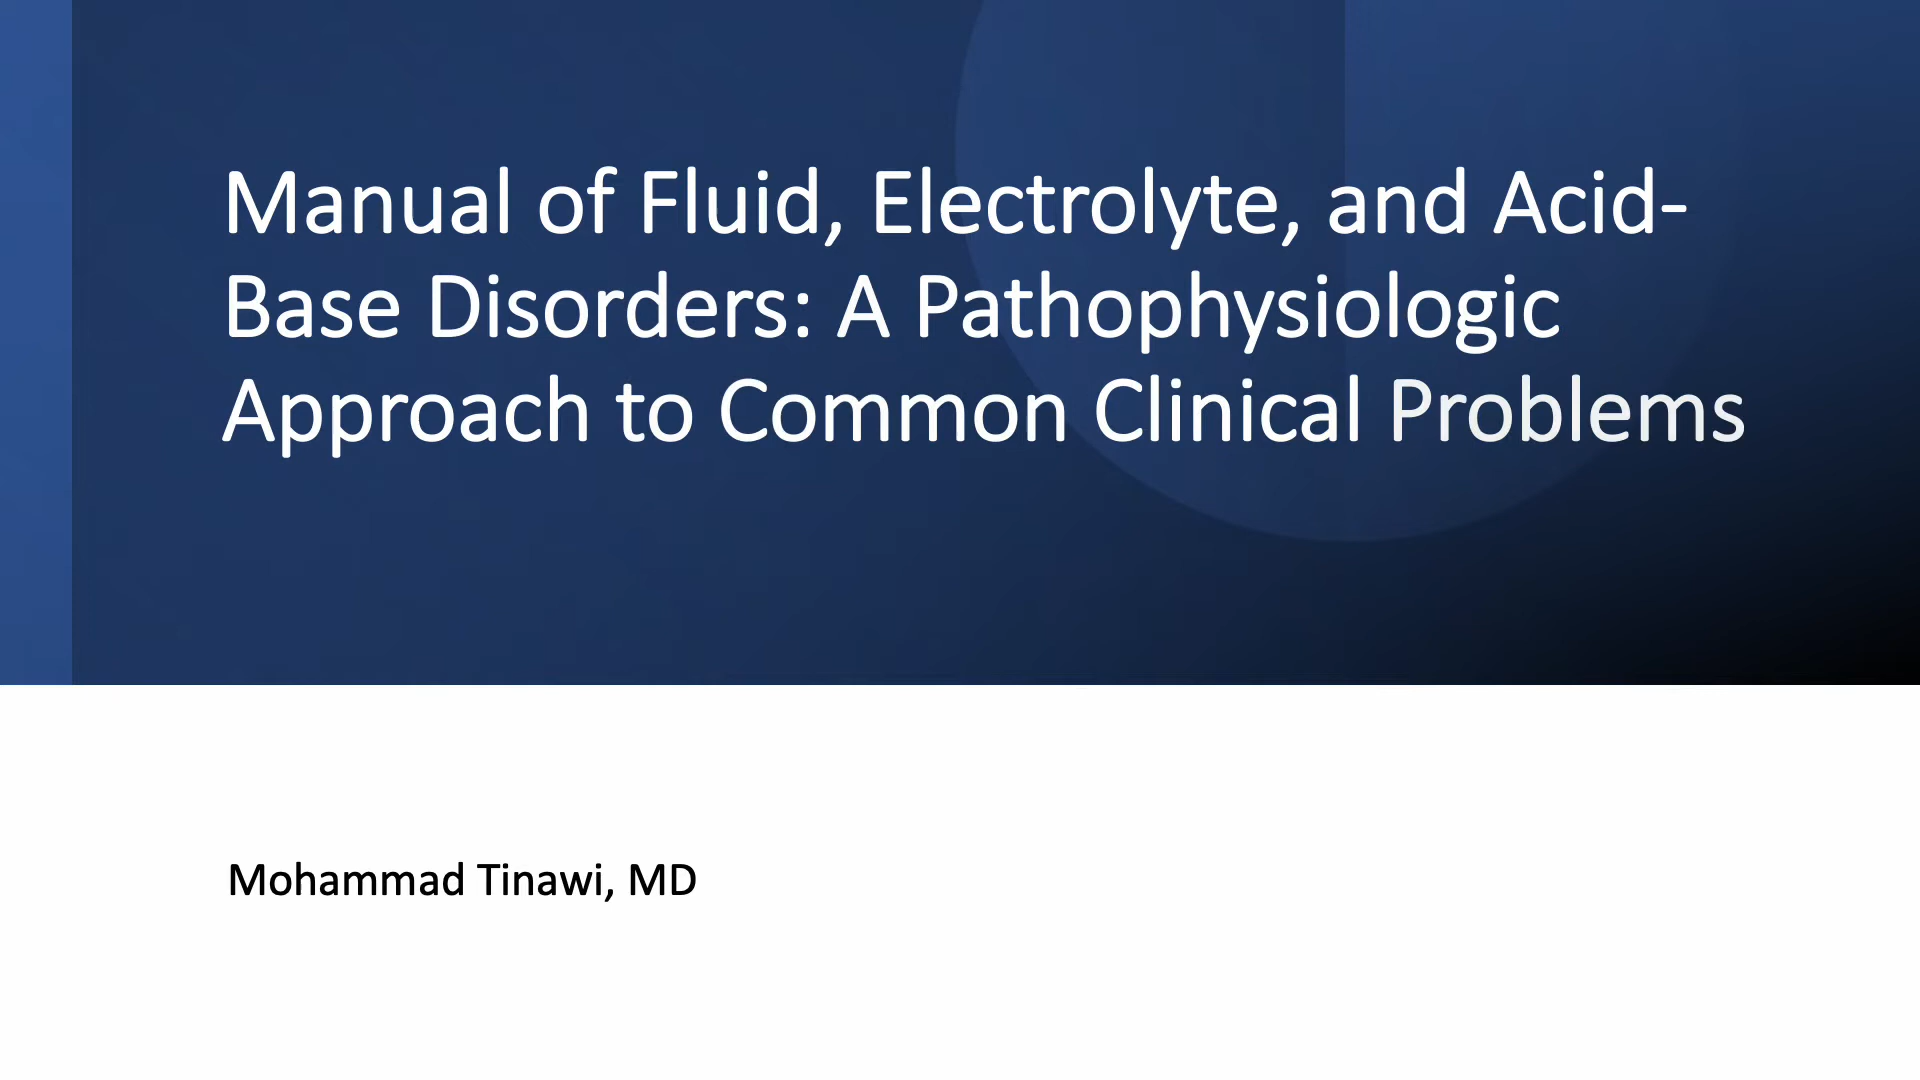 Manual of Fluid, Electrolyte, and Acid-
Base Disorders: A Pathophysiologic
Approach to Common Clinical Problems
Mohammad Tinawi, MD